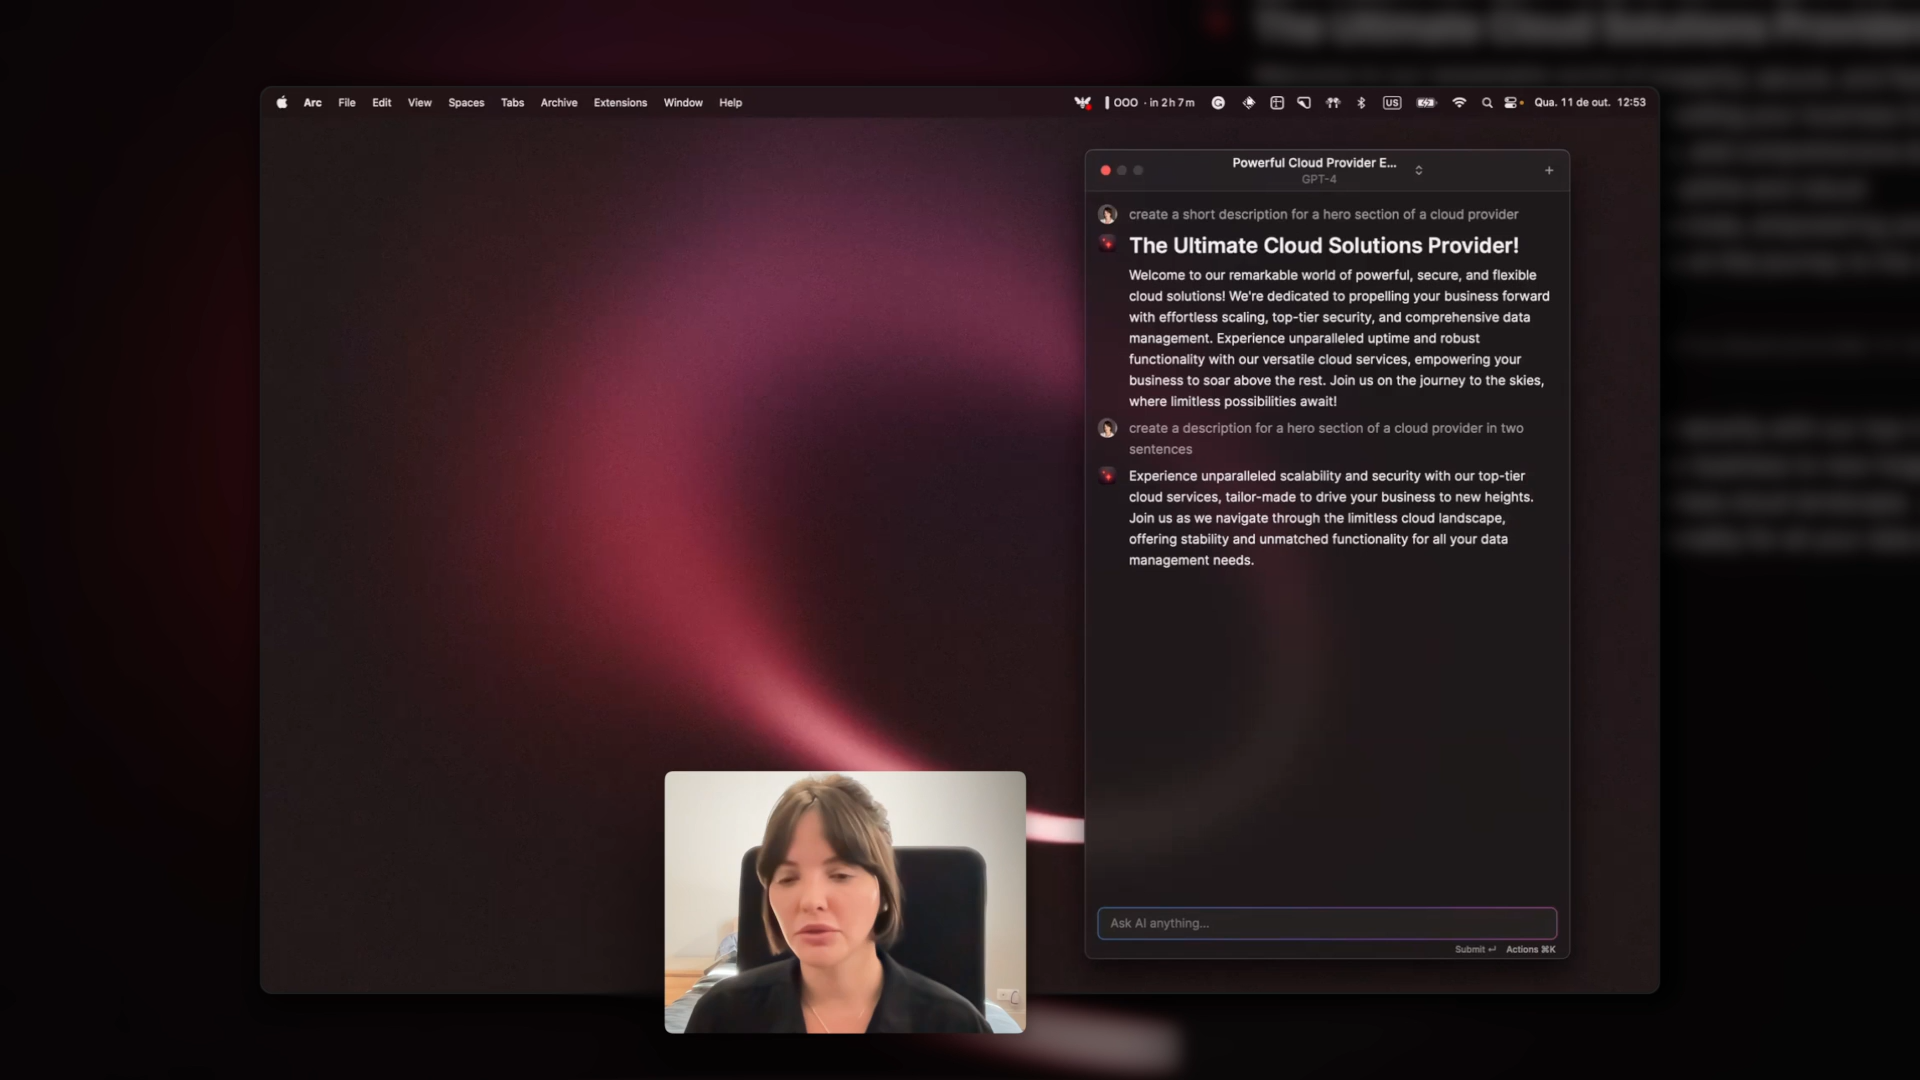 The Ultimate Cloud Solutions Provider
Arc File Edit View Spaces Tabs Archive Extensions Window Help
OOO · in 2h7m US Qua. 11 de out. 12:53
Powerful Cloud Provider E...
GPT-4
create a short description for a hero section of a cloud provider
The Ultimate Cloud Solutions Provider!
Welcome to our remarkable world of powerful, secure, and flexible
cloud solutions! We're dedicated to propelling your business forward
with effortless scaling, top-tier security, and comprehensive data
management. Experience unparalleled uptime and robust
functionality with our versatile cloud services, empowering your
business to soar above the rest. Join us on the journey to the skies,
where limitless possibilities await!
create a description for a hero section of a cloud provider in two
sentences
Experience unparalleled scalability and security with our top-tier
cloud services, tailor-made to drive your business to new heights.
Join us as we navigate through the limitless cloud landscape,
offering stability and unmatched functionality for all your data
management needs.
Ask AI anything...
Submit ↵ Actions ⌘K